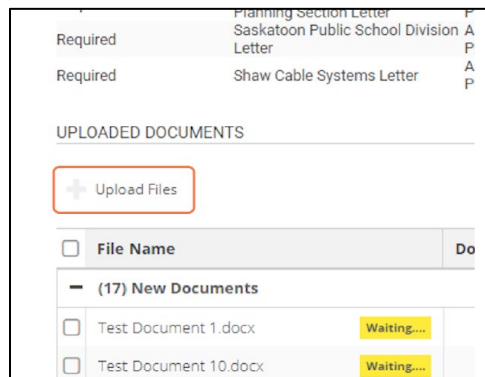 Planning Section Letter P
Required Saskatoon Public School Division A
Letter P
Required Shaw Cable Systems Letter A
P
UPLOADED DOCUMENTS
Upload Files
File Name Do
(17) New Documents
Test Document 1.docx Waiting....
Test Document 10.docx Waiting....